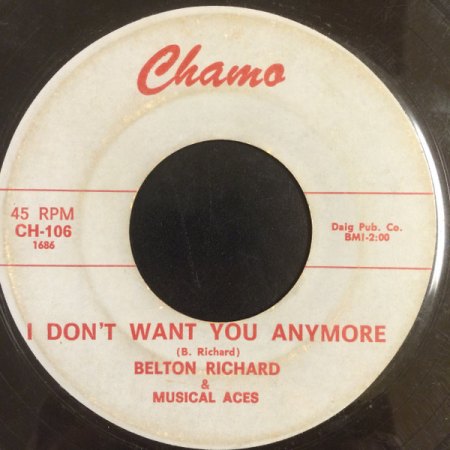 Chamo
45 RPM
CH-106
1686
Daig Pub. Co.
BMI-2:00
I DON'T WANT YOU ANYMORE
(B. Richard)
BELTON RICHARD
&
MUSICAL ACES